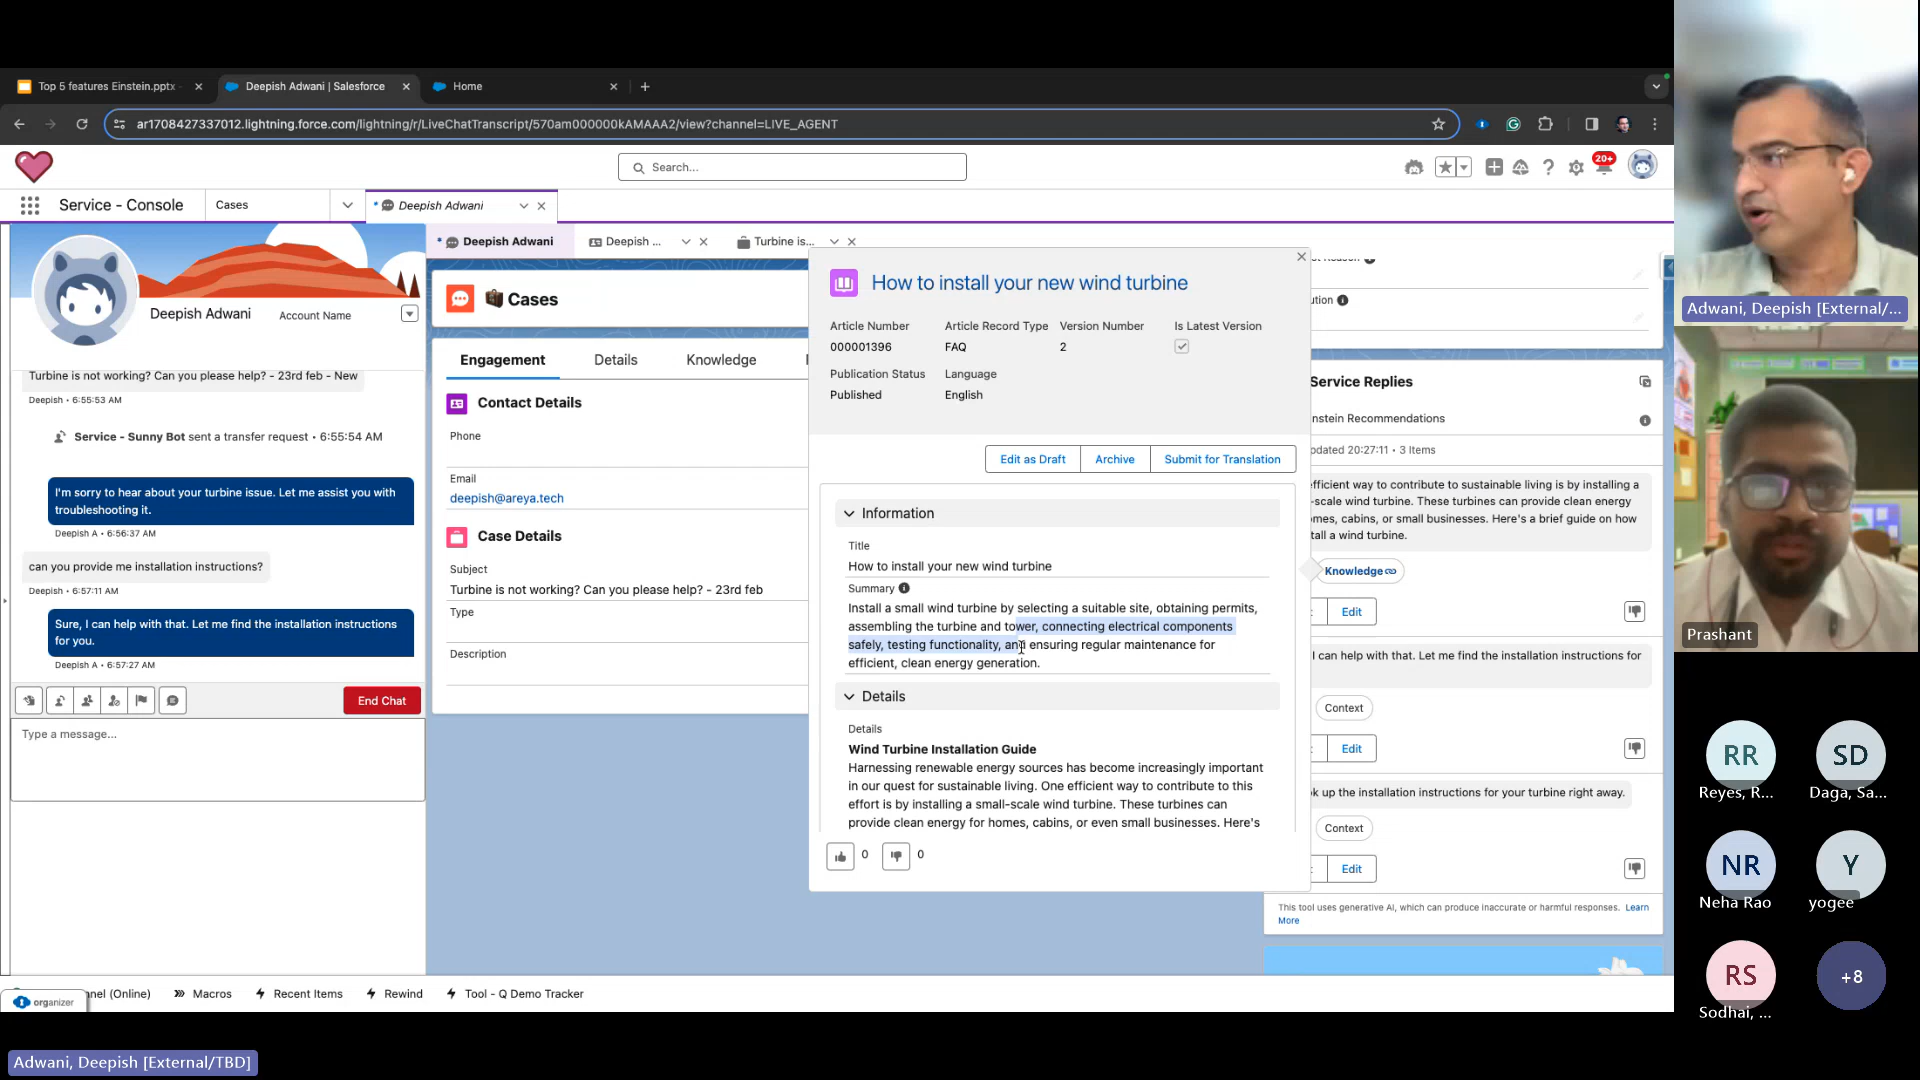 Top 5 features Einstein.pptx
Deepish Adwani | Salesforce
Home
ar1708427337012.lightning.force.com/lightning/r/LiveChatTranscript/570am000000kAMAAA2/view?channel=LIVE_AGENT
Search...
20+
Service - Console
Cases
* Deepish Adwani
Deepish Adwani
Account Name
Turbine is not working? Can you please help? - 23rd feb - New
Deepish • 6:55:53 AM
Service - Sunny Bot sent a transfer request • 6:55:54 AM
I'm sorry to hear about your turbine issue. Let me assist you with
troubleshooting it.
Deepish A • 6:56:37 AM
can you provide me installation instructions?
Deepish • 6:57:11 AM
Sure, I can help with that. Let me find the installation instructions
for you.
Deepish A • 6:57:27 AM
End Chat
Type a message...
* Deepish Adwani
Deepish ...
Turbine is...
Cases
Engagement
Details
Knowledge
Contact Details
Phone
Email
deepish@areya.tech
Case Details
Subject
Turbine is not working? Can you please help? - 23rd feb
Type
Description
How to install your new wind turbine
Article Number
Article Record Type
Version Number
Is Latest Version
000001396
FAQ
2
Publication Status
Language
Published
English
Edit as Draft
Archive
Submit for Translation
Information
Title
How to install your new wind turbine
Summary
Install a small wind turbine by selecting a suitable site, obtaining permits,
assembling the turbine and tower, connecting electrical components
safely, testing functionality, and ensuring regular maintenance for
efficient, clean energy generation.
Details
Details
Wind Turbine Installation Guide
Harnessing renewable energy sources has become increasingly important
in our quest for sustainable living. One efficient way to contribute to this
effort is by installing a small-scale wind turbine. These turbines can
provide clean energy for homes, cabins, or even small businesses. Here's
0
0
Service Replies
nstein Recommendations
pdated 20:27:11 • 3 Items
fficient way to contribute to sustainable living is by installing a
-scale wind turbine. These turbines can provide clean energy
mes, cabins, or small businesses. Here's a brief guide on how
tall a wind turbine.
Knowledge
Edit
I can help with that. Let me find the installation instructions for
Context
Edit
k up the installation instructions for your turbine right away.
Context
Edit
This tool uses generative AI, which can produce inaccurate or harmful responses. Learn
More
nel (Online)
Macros
Recent Items
Rewind
Tool - Q Demo Tractor
organizer
Adwani, Deepish [External/TBD]
Adwani, Deepish [External/...
Prashant
RR
Reyes, R...
SD
Daga, Sa...
NR
Neha Rao
Y
yogee
RS
Sodhai, ...
+8